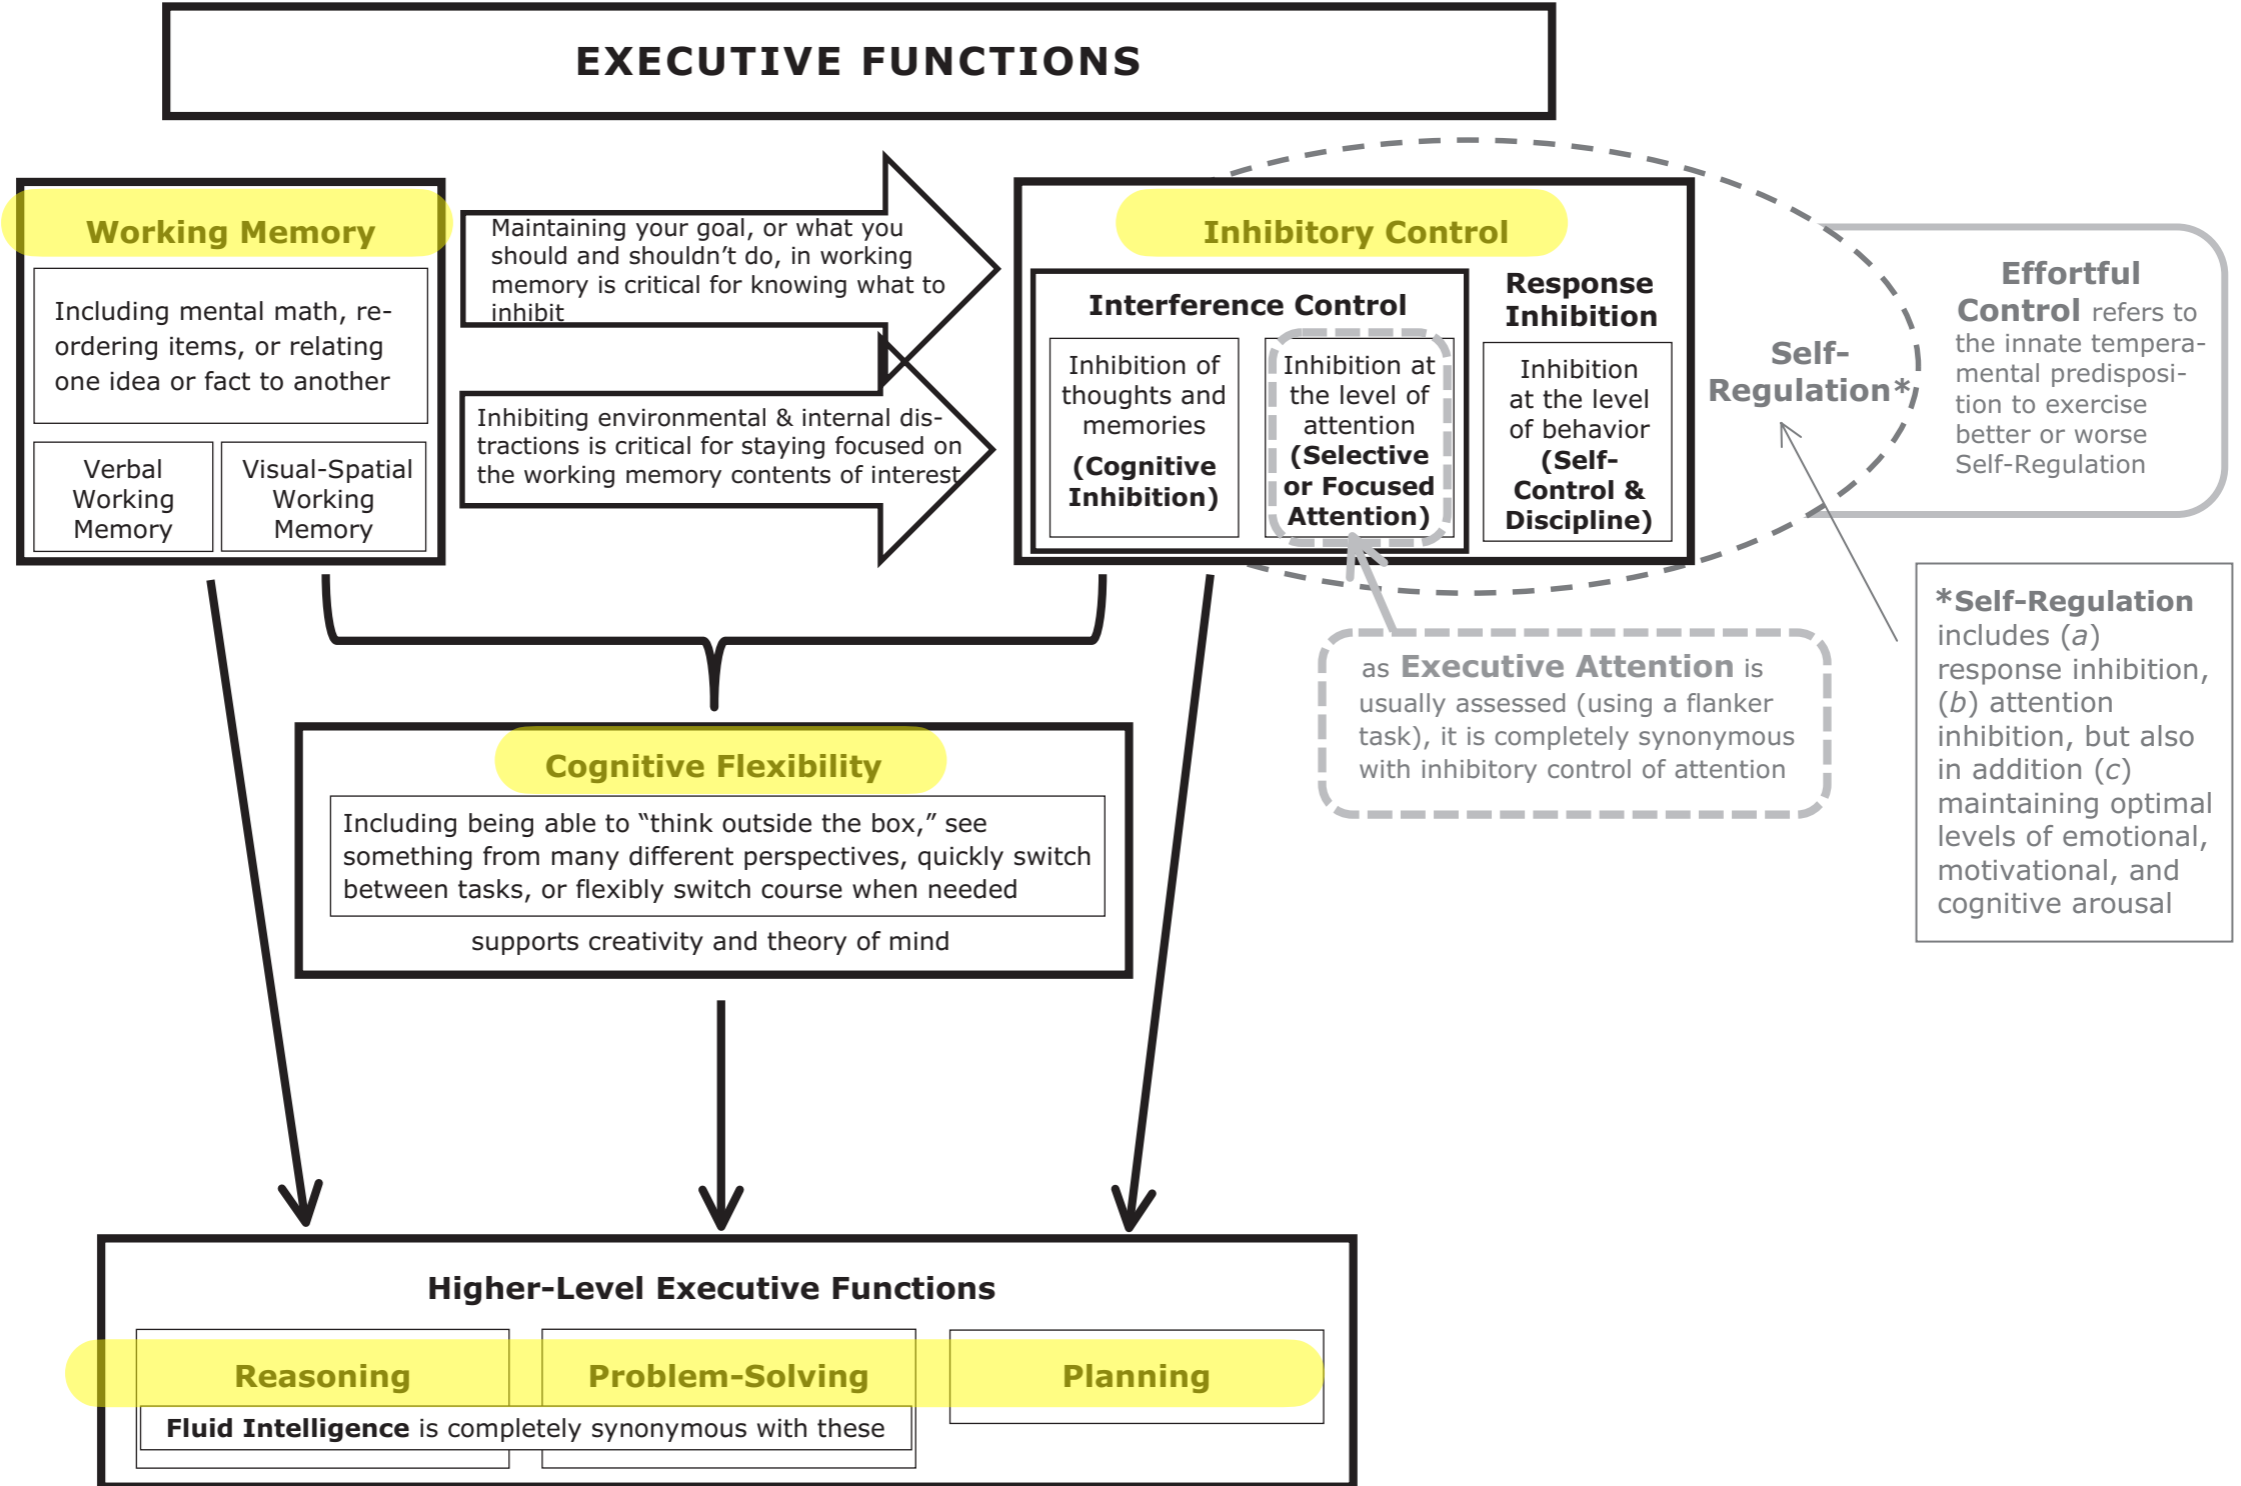 EXECUTIVE FUNCTIONS
Working Memory
Including mental math, re-
ordering items, or relating
one idea or fact to another
Verbal
Working
Memory
Visual-Spatial
Working
Memory
Maintaining your goal, or what you
should and shouldn’t do, in working
memory is critical for knowing what to
inhibit
Inhibiting environmental & internal dis-
tractions is critical for staying focused on
the working memory contents of interest
Inhibitory Control
Interference Control
Inhibition of
thoughts and
memories
(Cognitive
Inhibition)
Inhibition at
the level of
attention
(Selective
or Focused
Attention)
Response
Inhibition
Inhibition
at the level
of behavior
(Self-
Control &
Discipline)
Self-
Regulation*
Effortful
Control refers to
the innate tempera-
mental predisposi-
tion to exercise
better or worse
Self-Regulation
as Executive Attention is
usually assessed (using a flanker
task), it is completely synonymous
with inhibitory control of attention
*Self-Regulation
includes (a)
response inhibition,
(b) attention
inhibition, but also
in addition (c)
maintaining optimal
levels of emotional,
motivational, and
cognitive arousal
Cognitive Flexibility
Including being able to “think outside the box,” see
something from many different perspectives, quickly switch
between tasks, or flexibly switch course when needed
supports creativity and theory of mind
Higher-Level Executive Functions
Reasoning
Problem-Solving
Planning
Fluid Intelligence is completely synonymous with these